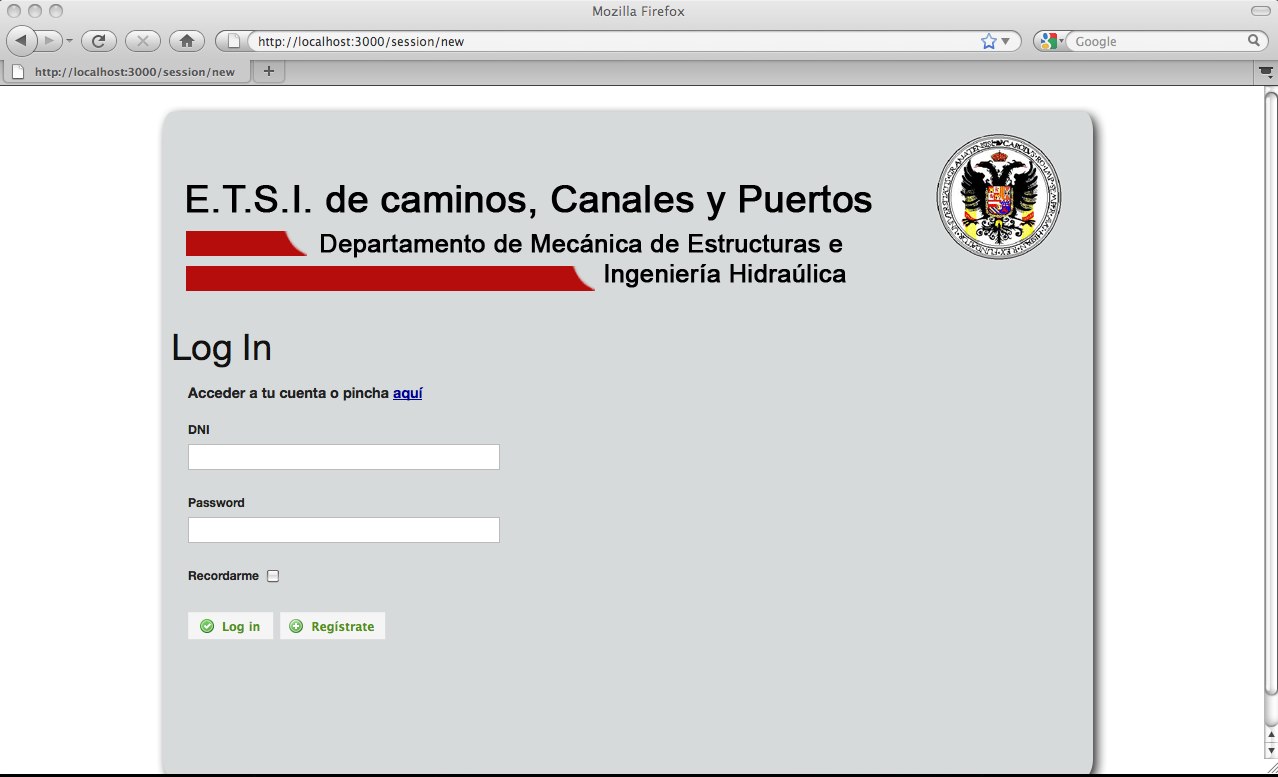 Mozilla Firefox
http://localhost:3000/session/new
Google
http://localhost:3000/session/new
E.T.S.I. de caminos, Canales y Puertos
Departamento de Mecánica de Estructuras e
Ingeniería Hidraúlica
Log In
Acceder a tu cuenta o pincha aquí
DNI
Password
Recordarme
Log in Regístrate